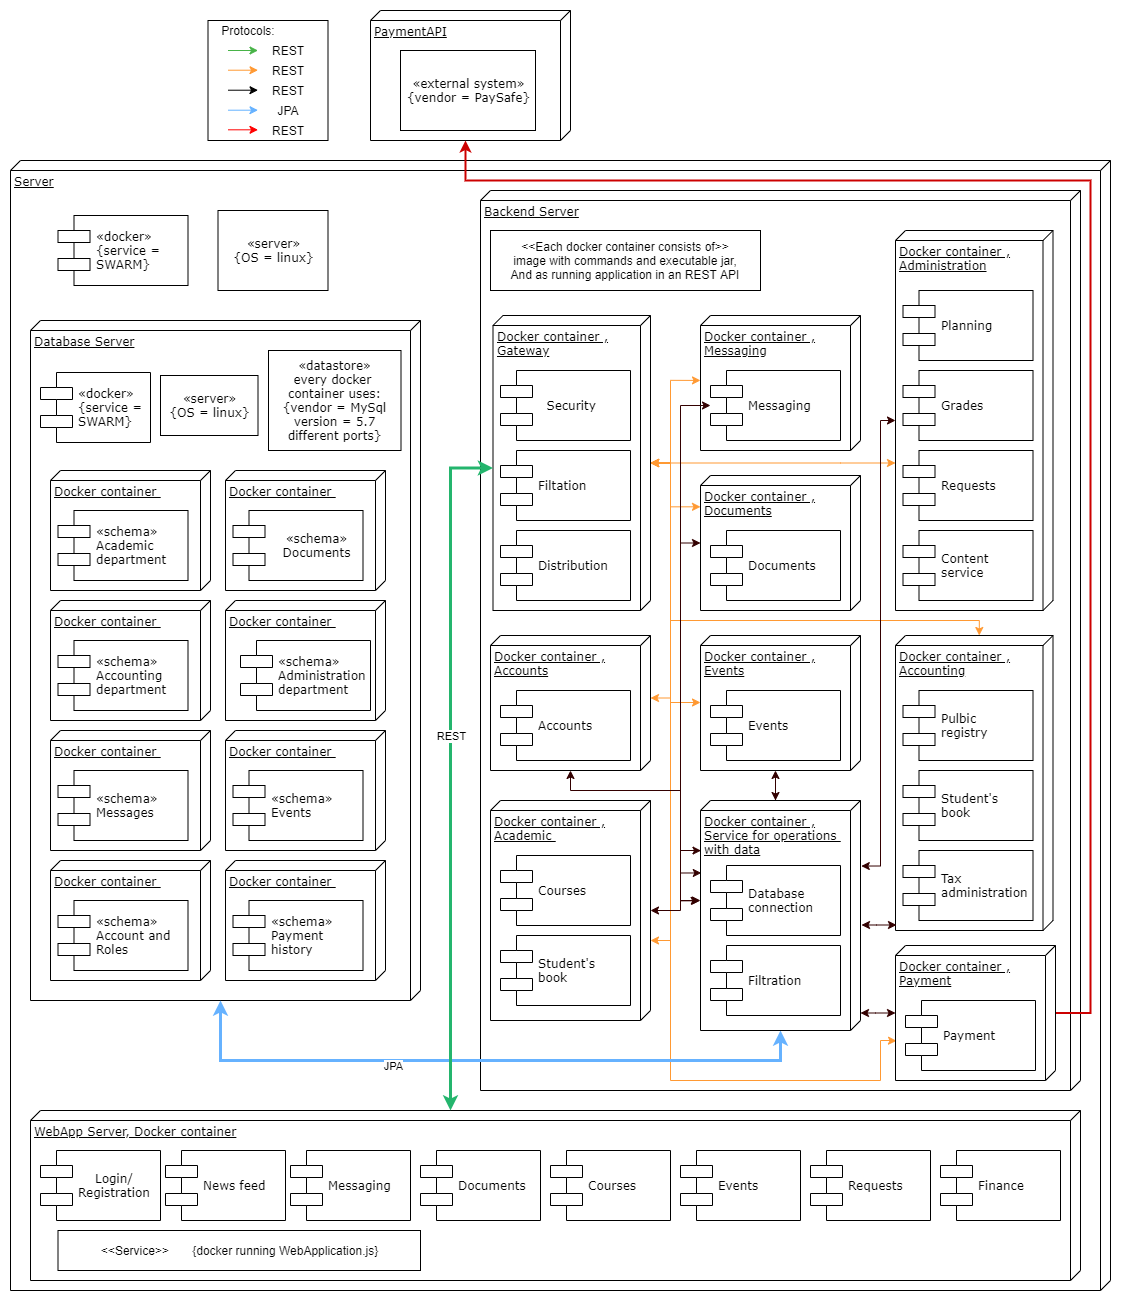 Protocols:
REST
REST
REST
JPA
REST
PaymentAPI
«external system»
{vendor = PaySafe}
Server
«docker»
{service =
SWARM}
«server»
{OS = linux}
Database Server
«docker»
{service =
SWARM}
«server»
{OS = linux}
«datastore»
every docker
container uses:
{vendor = MySql
version = 5.7
different ports}
Docker container
«schema»
Academic
department
Docker container
«schema»
Documents
Docker container
«schema»
Accounting
department
Docker container
«schema»
Administration
department
Docker container
«schema»
Messages
Docker container
«schema»
Events
Docker container
«schema»
Account and
Roles
Docker container
«schema»
Payment
history
Backend Server
<<Each docker container consists of>>
image with commands and executable jar,
And as running application in an REST API
Docker container ,
Gateway
Security
Filtation
Distribution
Docker container ,
Messaging
Messaging
Docker container ,
Documents
Documents
Docker container ,
Administration
Planning
Grades
Requests
Content
service
Docker container ,
Accounts
Accounts
Docker container ,
Events
Events
Docker container ,
Accounting
Pulbic
registry
Student's
book
Tax
administration
Docker container ,
Academic
Courses
Student's
book
Docker container ,
Service for operations
with data
Database
connection
Filtration
Docker container ,
Payment
Payment
REST
JPA
WebApp Server, Docker container
Login/
Registration
News feed
Messaging
Documents
Courses
Events
Requests
Finance
<<Service>> {docker running WebApplication.js}